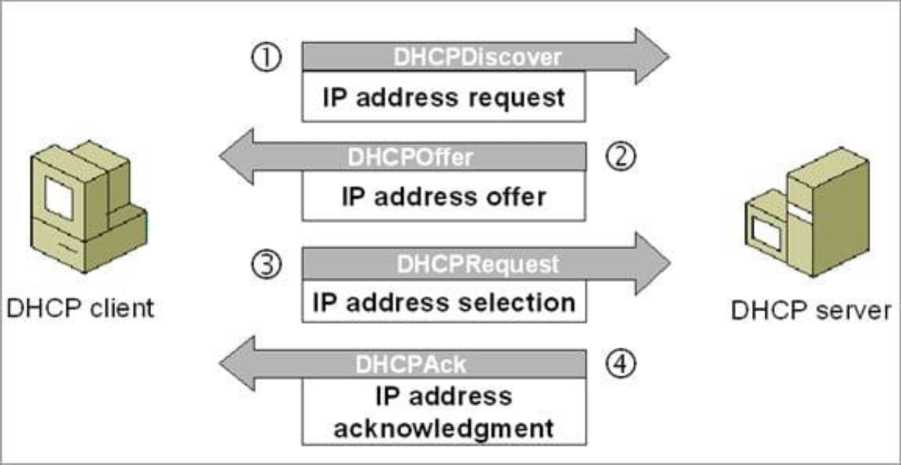 ① DHCPDiscover
IP address request
DHCPOffer ②
IP address offer
③ DHCPRequest
IP address selection
DHCP client
DHCP server
DHCPAck ④
IP address
acknowledgment